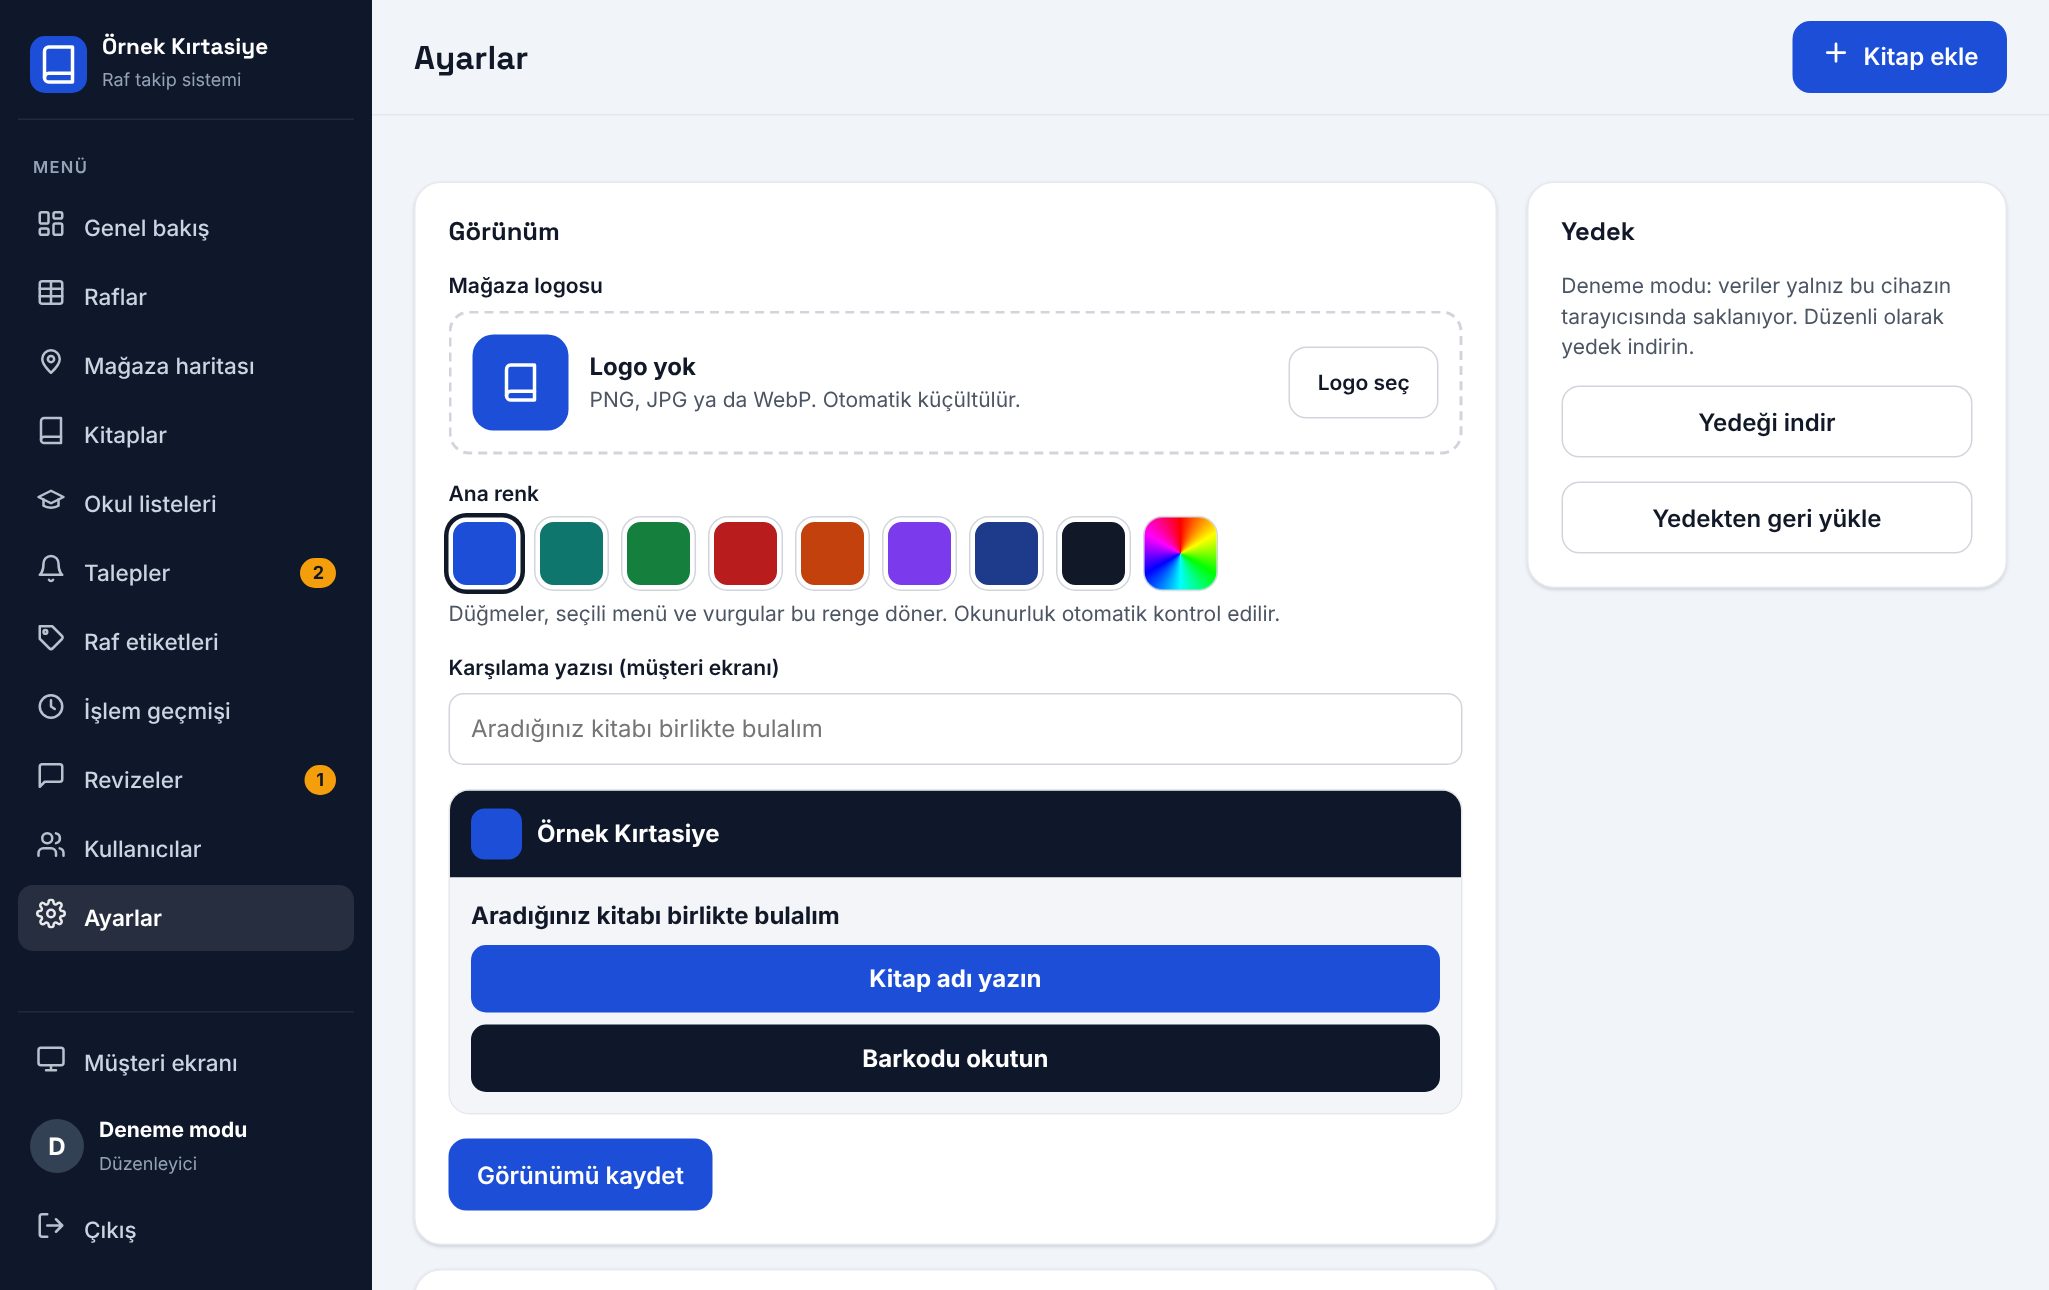 Örnek Kırtasiye
Raf takip sistemi
MENÜ
Genel bakış
Raflar
Mağaza haritası
Kitaplar
Okul listeleri
Talepler 2
Raf etiketleri
İşlem geçmişi
Revizeler 1
Kullanıcılar
Ayarlar
Müşteri ekranı
D
Deneme modu
Düzenleyici
Çıkış
Ayarlar
Kitap ekle
Görünüm
Mağaza logosu
Logo yok
PNG, JPG ya da WebP. Otomatik küçültülür.
Logo seç
Ana renk
Düğmeler, seçili menü ve vurgular bu renge döner. Okunurluk otomatik kontrol edilir.
Karşılama yazısı (müşteri ekranı)
Aradığınız kitabı birlikte bulalım
Örnek Kırtasiye
Aradığınız kitabı birlikte bulalım
Kitap adı yazın
Barkodu okutun
Görünümü kaydet
Yedek
Deneme modu: veriler yalnız bu cihazın
tarayıcısında saklanıyor. Düzenli olarak
yedek indirin.
Yedeği indir
Yedekten geri yükle